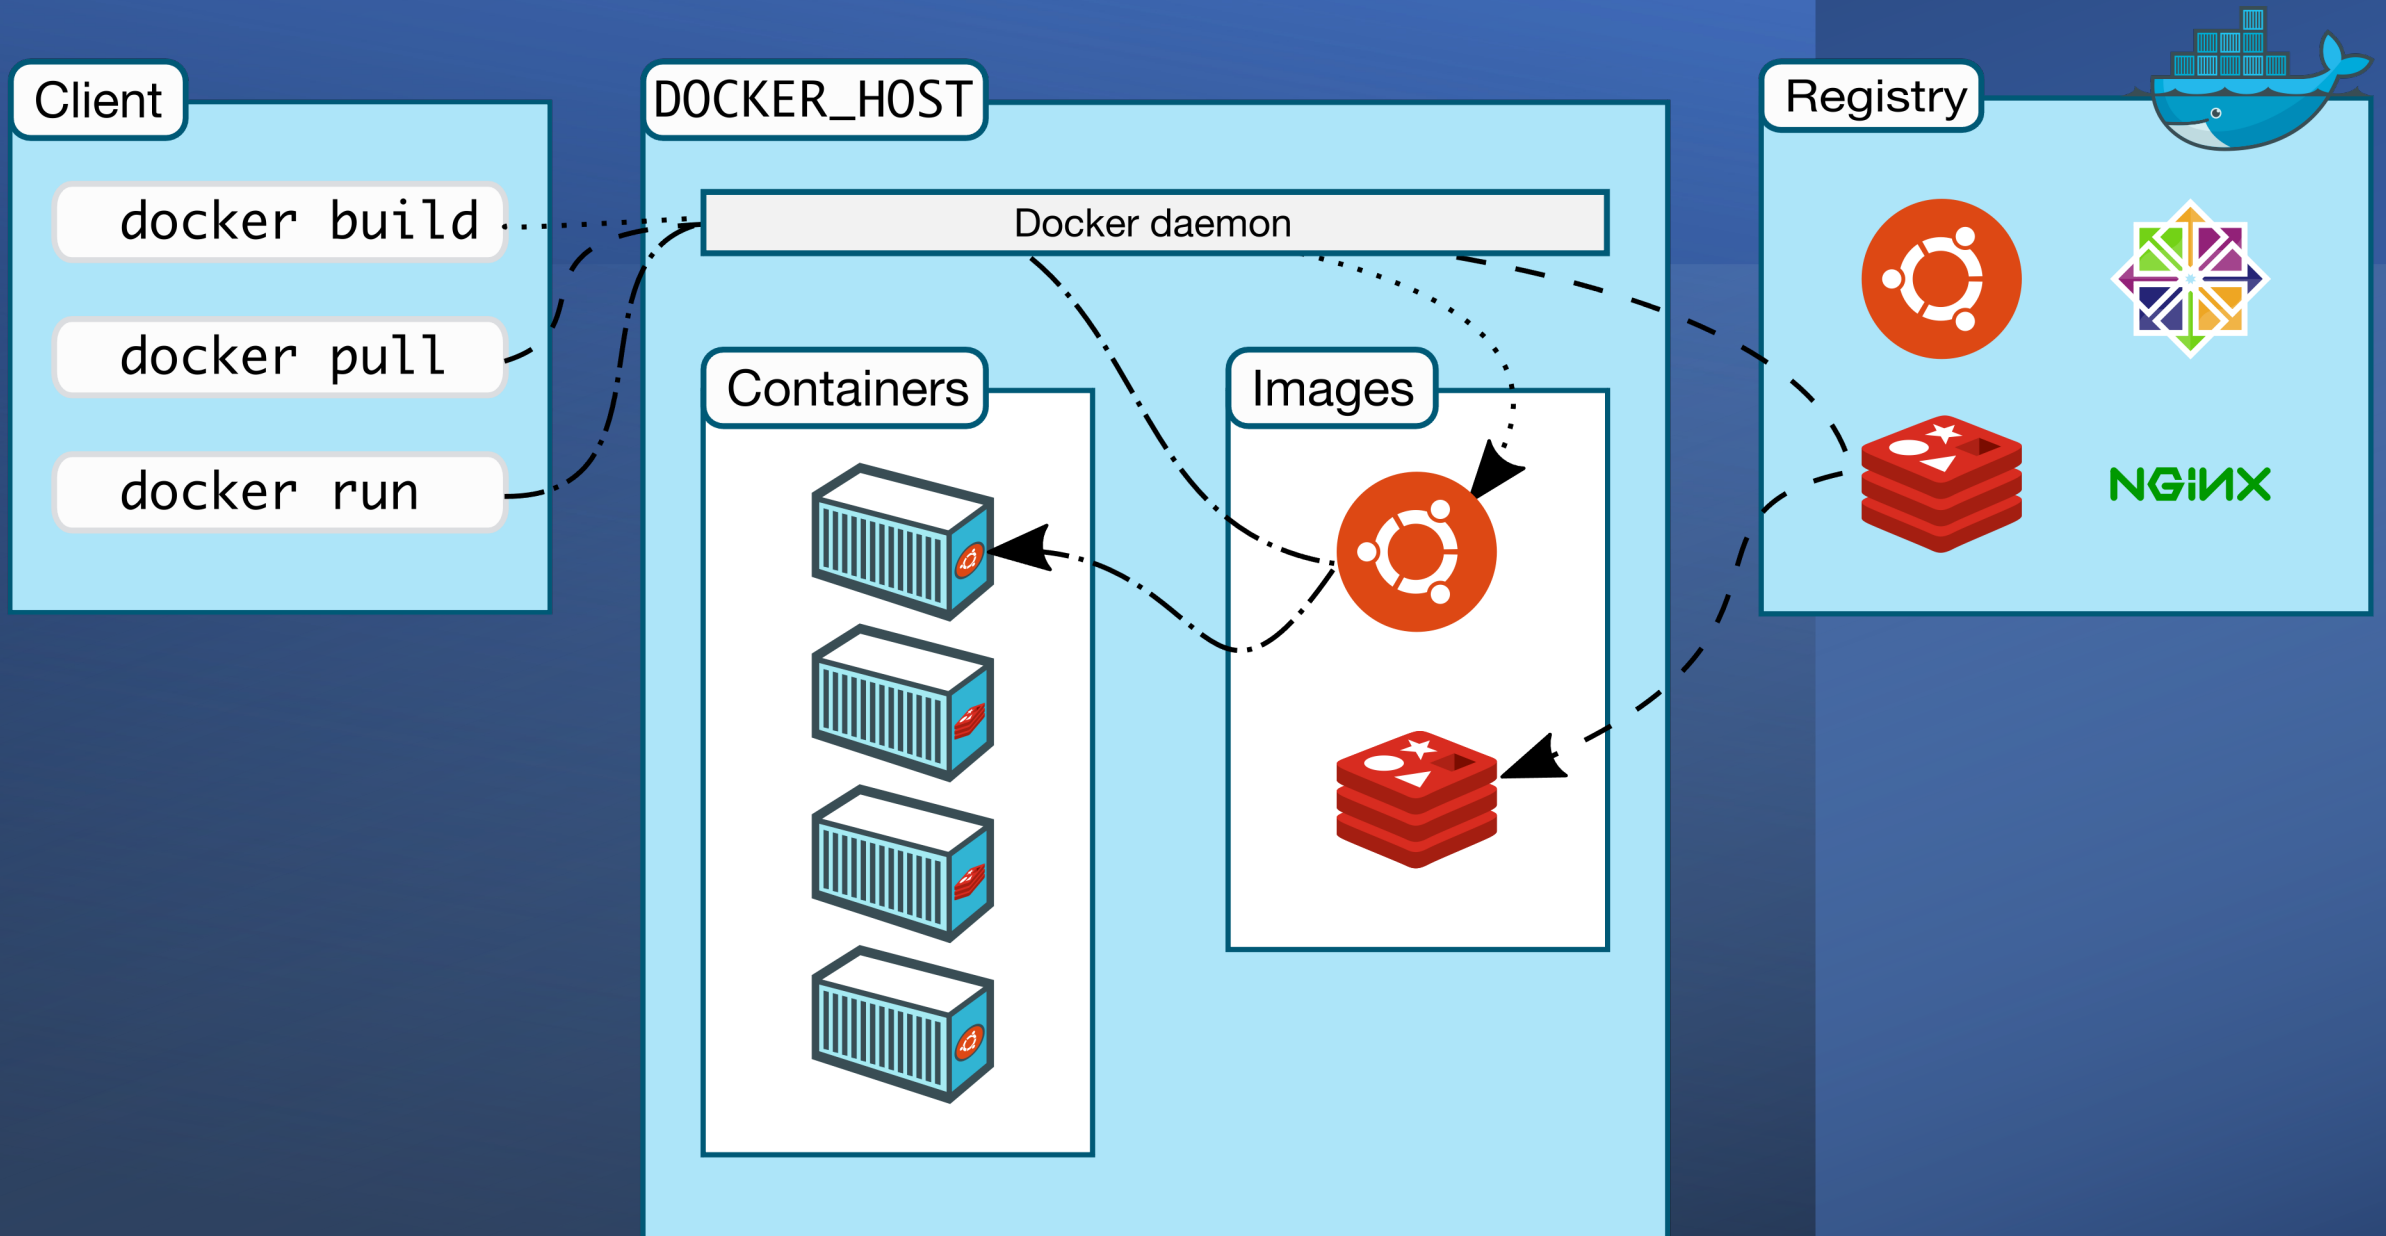 Client
docker build
docker pull
docker run
DOCKER_HOST
Docker daemon
Containers
Images
Registry
NGiNX